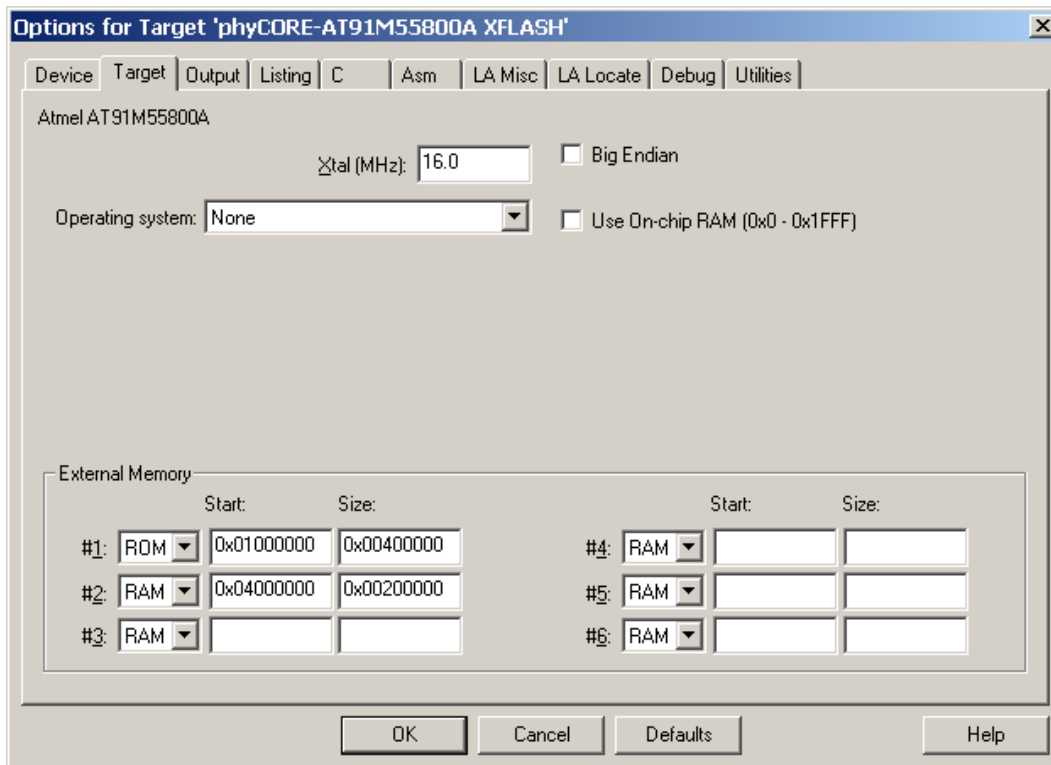 Options for Target 'phyCORE-AT91M55800A XFLASH'
Device Target Output Listing C Asm LA Misc LA Locate Debug Utilities
Atmel AT91M55800A
Xtal (MHz): 16.0 Big Endian
Operating system: None Use On-chip RAM (0x0 - 0x1FFF)
External Memory
Start: Size: Start: Size:
#1: ROM 0x01000000 0x00400000 #4: RAM
#2: RAM 0x04000000 0x00200000 #5: RAM
#3: RAM #6: RAM
OK Cancel Defaults Help